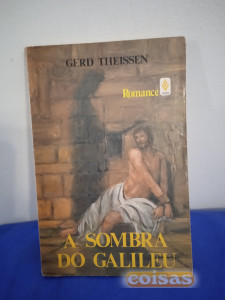 GERD THEISSEN
Romance
A SOMBRA
DO GALILEU
coisas